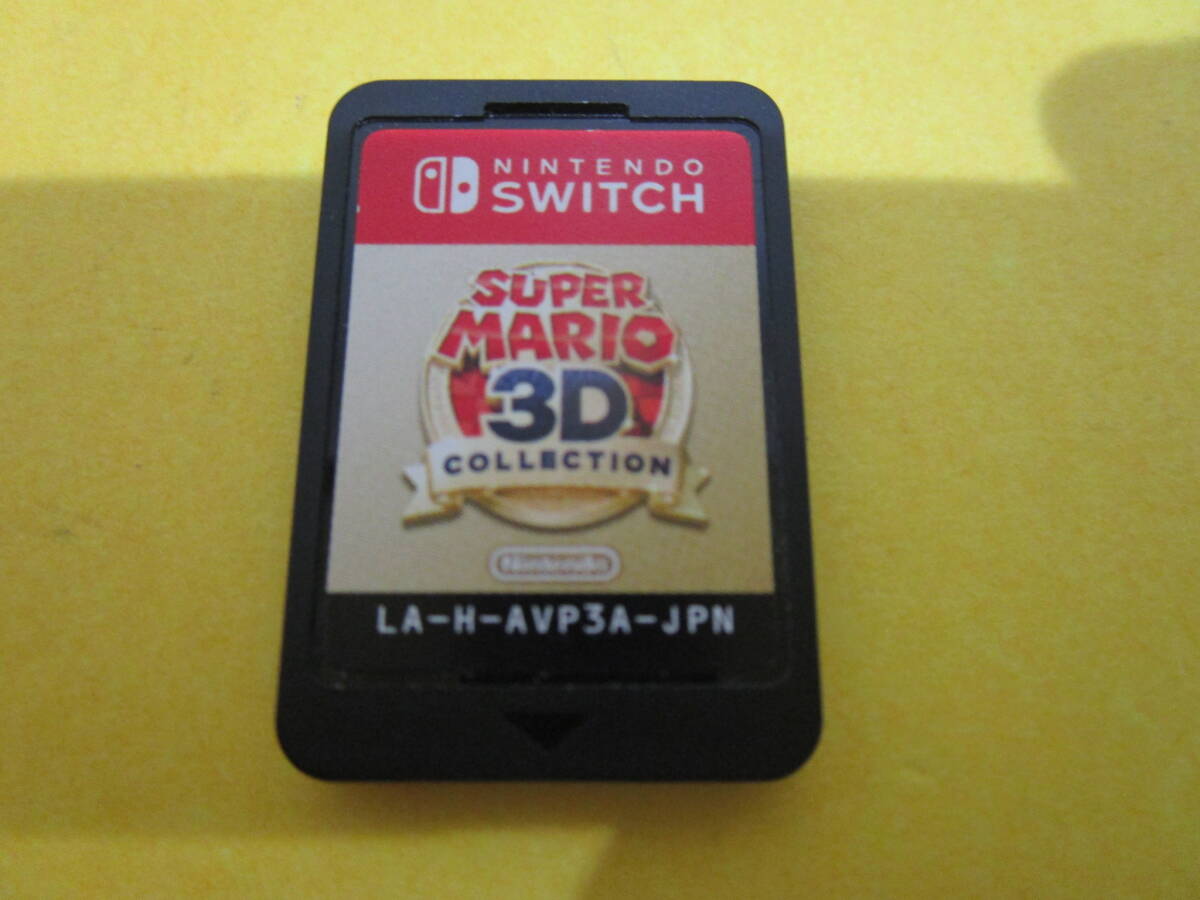 NINTENDO
SWITCH
SUPER
MARIO
3D
COLLECTION
Nintendo
LA-H-AVP3A-JPN